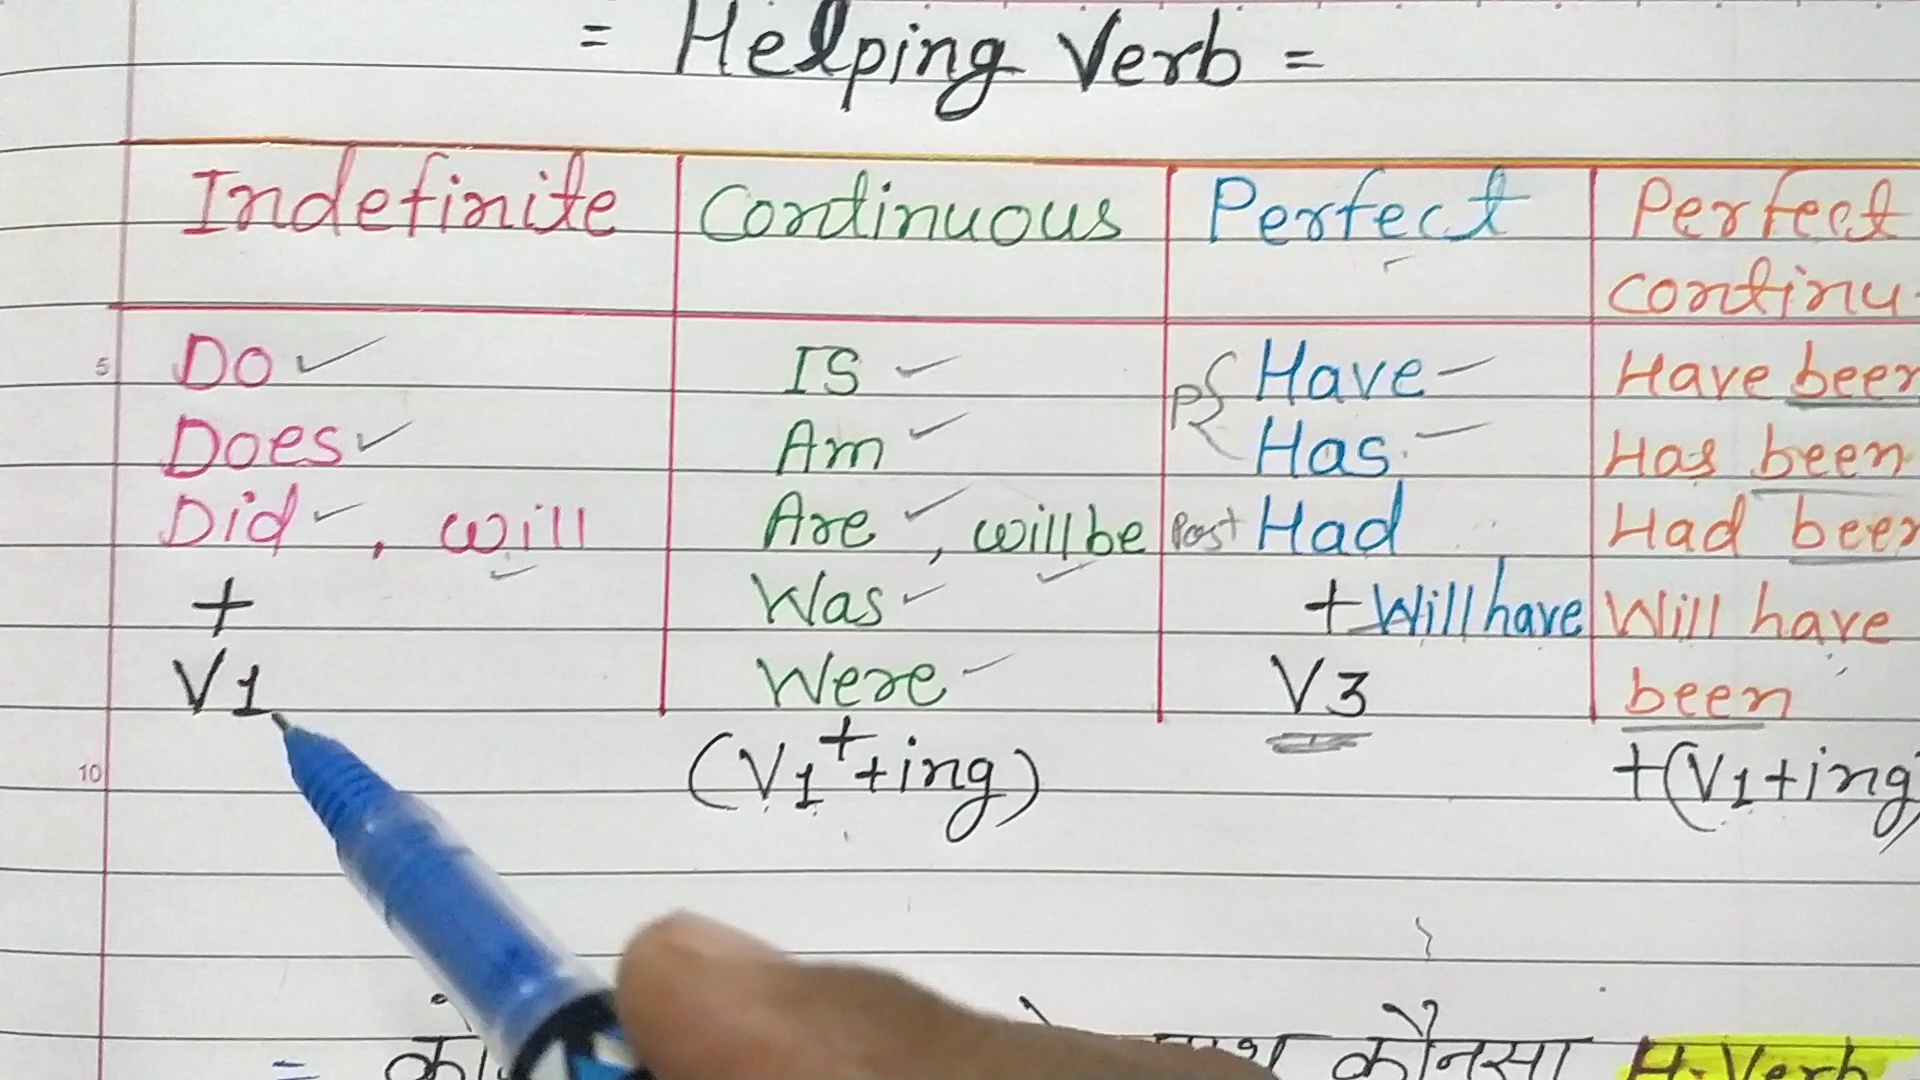 = Helping Verb =
Indefinite Continuous Perfect Perfect
continu
Do ✓ IS ✓ Have Have been
Does ✓ Am ✓ Has Has been
Did ✓, will Are ✓, will be Past Had Had been
+ Was ✓ + Will have Will have
V1 Were V3 been
(V1 + +ing) +(V1+ing)
5
10
= कौनसा H.Verb